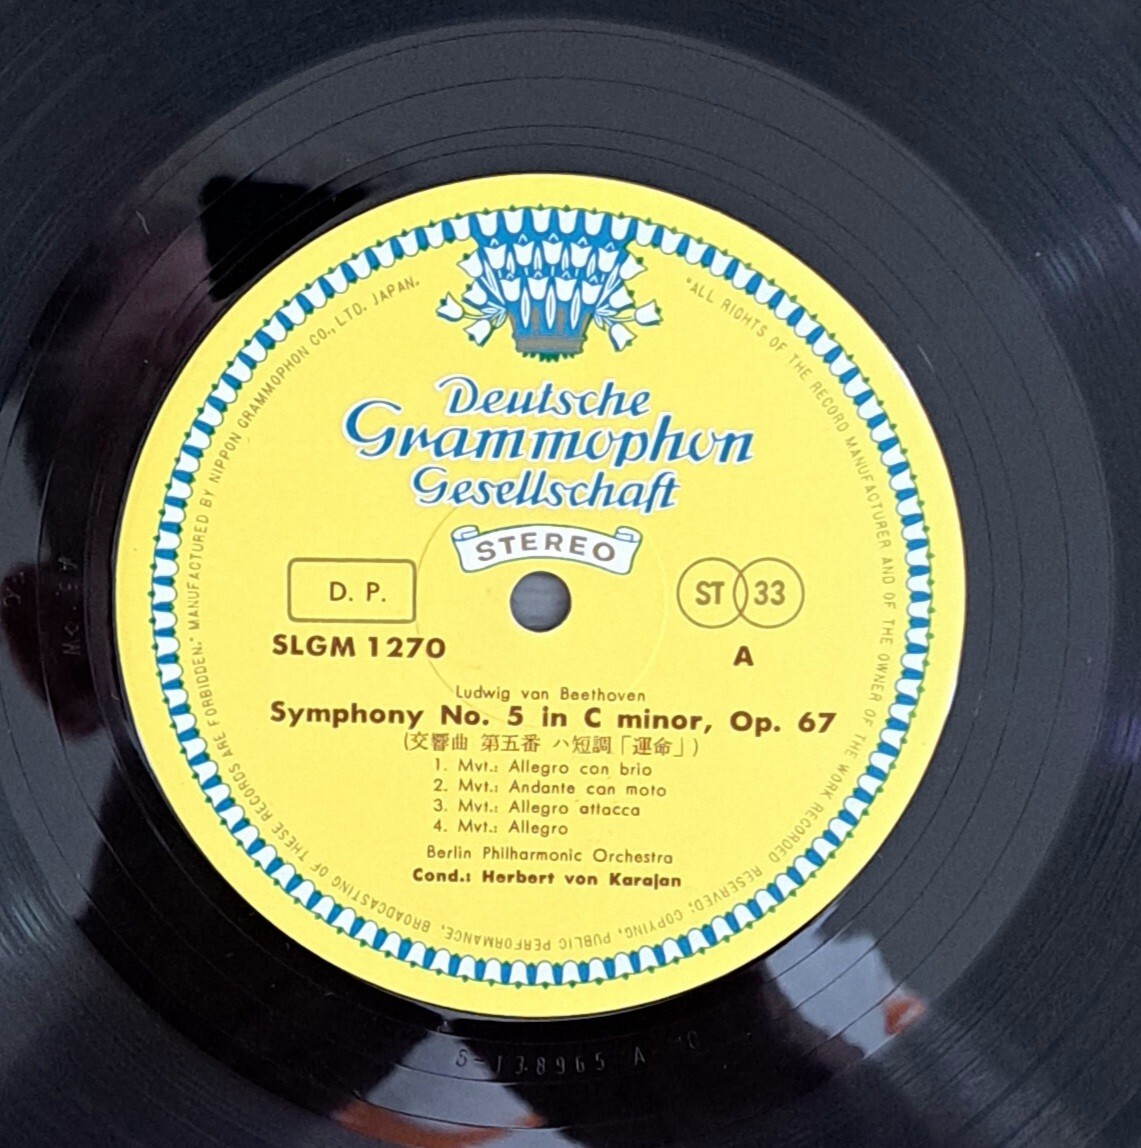 Deutsche
Grammophon
Gesellschaft
STEREO
D. P.
ST 33
SLGM 1270
A
Ludwig van Beethoven
Symphony No. 5 in C minor, Op. 67
(交響曲 第五番 ハ短調「運命」)
1. Mvt.: Allegro con brio
2. Mvt.: Andante con moto
3. Mvt.: Allegro attacca
4. Mvt.: Allegro
Berlin Philharmonic Orchestra
Cond.: Herbert von Karajan
"ALL RIGHTS OF THE RECORD MANUFACTURER AND OF THE OWNER OF THE WORK RECORDED RESERVED. COPYING, PUBLIC PERFORMANCE, BROADCASTING OF THESE RECORDS ARE FORBIDDEN." MANUFACTURED BY NIPPON GRAMMOPHON CO., LTD. JAPAN.
S-138965 A